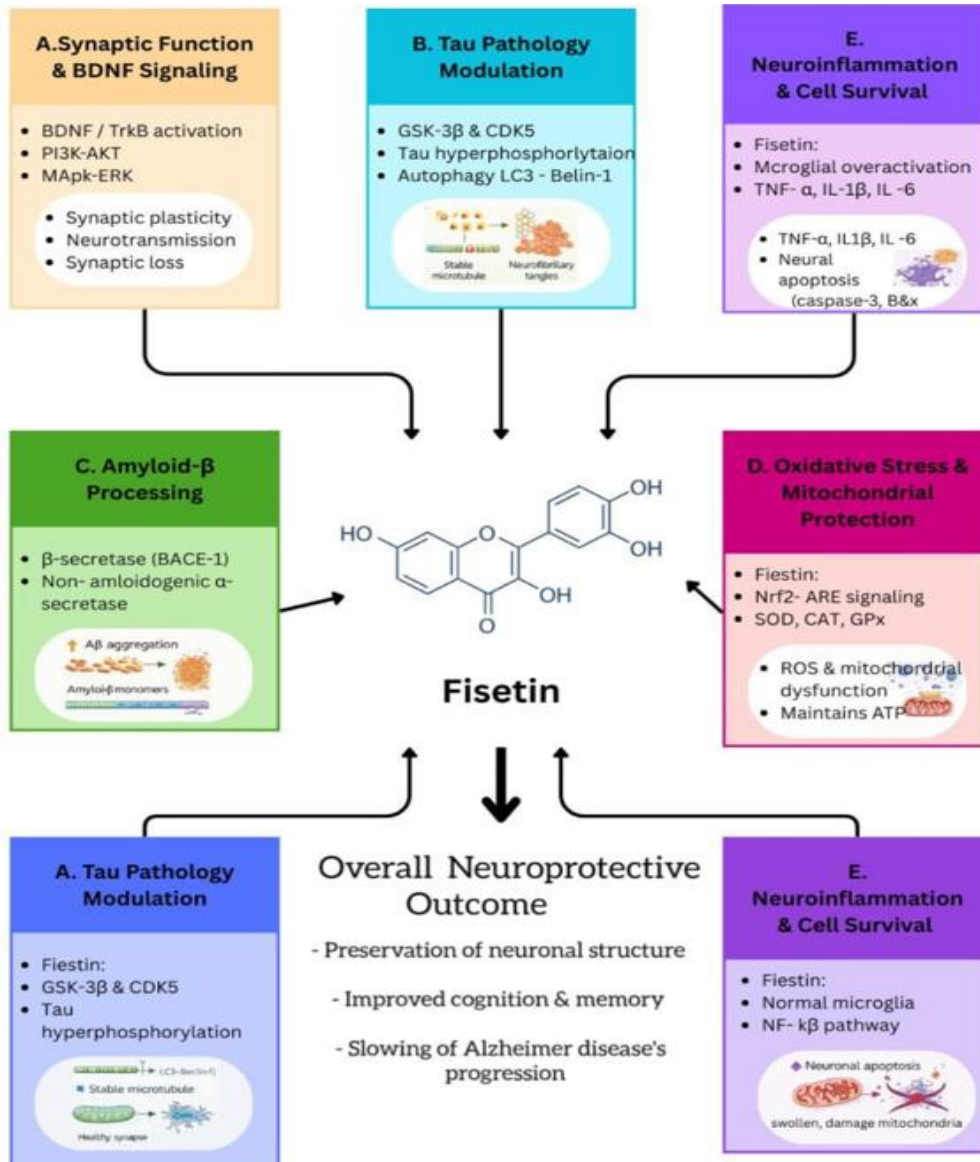 A.Synaptic Function
& BDNF Signaling
• BDNF / TrkB activation
• PI3K-AKT
• MApk-ERK
• Synaptic plasticity
• Neurotransmission
• Synaptic loss
B. Tau Pathology
Modulation
• GSK-3β & CDK5
• Tau hyperphosphorlytaion
• Autophagy LC3 - Belin-1
Stable
microtubule
Neurofibriliary
tangles
E.
Neuroinflammation
& Cell Survival
• Fisetin:
• Mcroglial overactivation
• TNF- α, IL-1β, IL -6
• TNF-α, IL1β, IL -6
• Neural
apoptosis
(caspase-3, B&x
C. Amyloid-β
Processing
• β-secretase (BACE-1)
• Non- amloidogenic α-
secretase
Aβ aggregation
Amyloi-β monomers
HO
O
O
OH
OH
OH
Fisetin
D. Oxidative Stress &
Mitochondrial
Protection
• Fiestin:
• Nrf2- ARE signaling
• SOD, CAT, GPx
• ROS & mitochordrial
dysfunction
• Maintains ATP
A. Tau Pathology
Modulation
• Fiestin:
• GSK-3β & CDK5
• Tau
hyperphosphorylation
Stable microtubule
Healthy synapse
Overall Neuroprotective
Outcome
- Preservation of neuronal structure
- Improved cognition & memory
- Slowing of Alzheimer disease's
progression
E.
Neuroinflammation
& Cell Survival
• Fiestin:
• Normal microglia
• NF- kβ pathway
Neuronal apoptosis
swollen, damage mitochondria